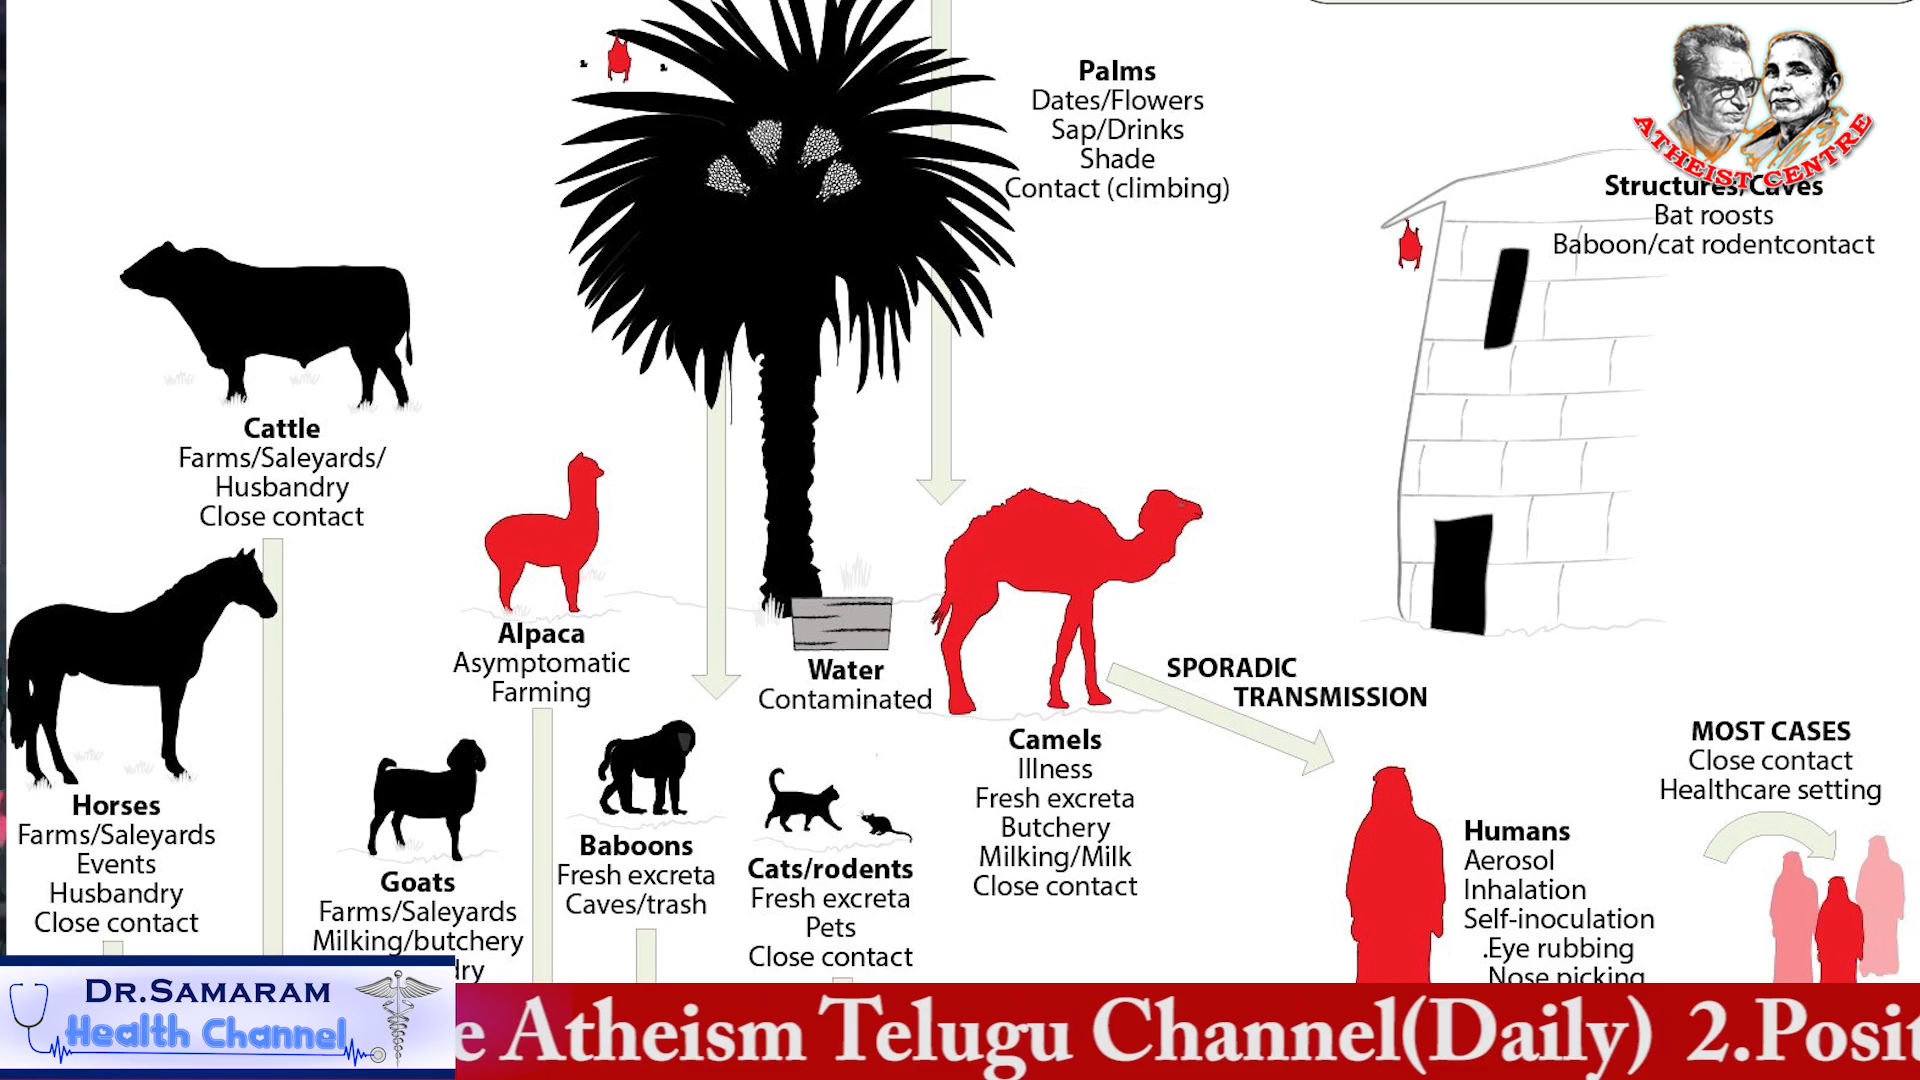 Palms
Dates/Flowers
Sap/Drinks
Shade
Contact (climbing)
ATHEIST CENTRE
Structures/Caves
Bat roosts
Baboon/cat rodentcontact
Cattle
Farms/Saleyards/
Husbandry
Close contact
Alpaca
Asymptomatic
Farming
Water
Contaminated
SPORADIC
TRANSMISSION
Horses
Farms/Saleyards
Events
Husbandry
Close contact
Goats
Farms/Saleyards
Milking/butchery
dry
Baboons
Fresh excreta
Caves/trash
Cats/rodents
Fresh excreta
Pets
Close contact
Camels
Illness
Fresh excreta
Butchery
Milking/Milk
Close contact
Humans
Aerosol
Inhalation
Self-inoculation
.Eye rubbing
Nose picking
MOST CASES
Close contact
Healthcare setting
DR.SAMARAM
Health Channel
e Atheism Telugu Channel(Daily) 2.Posit